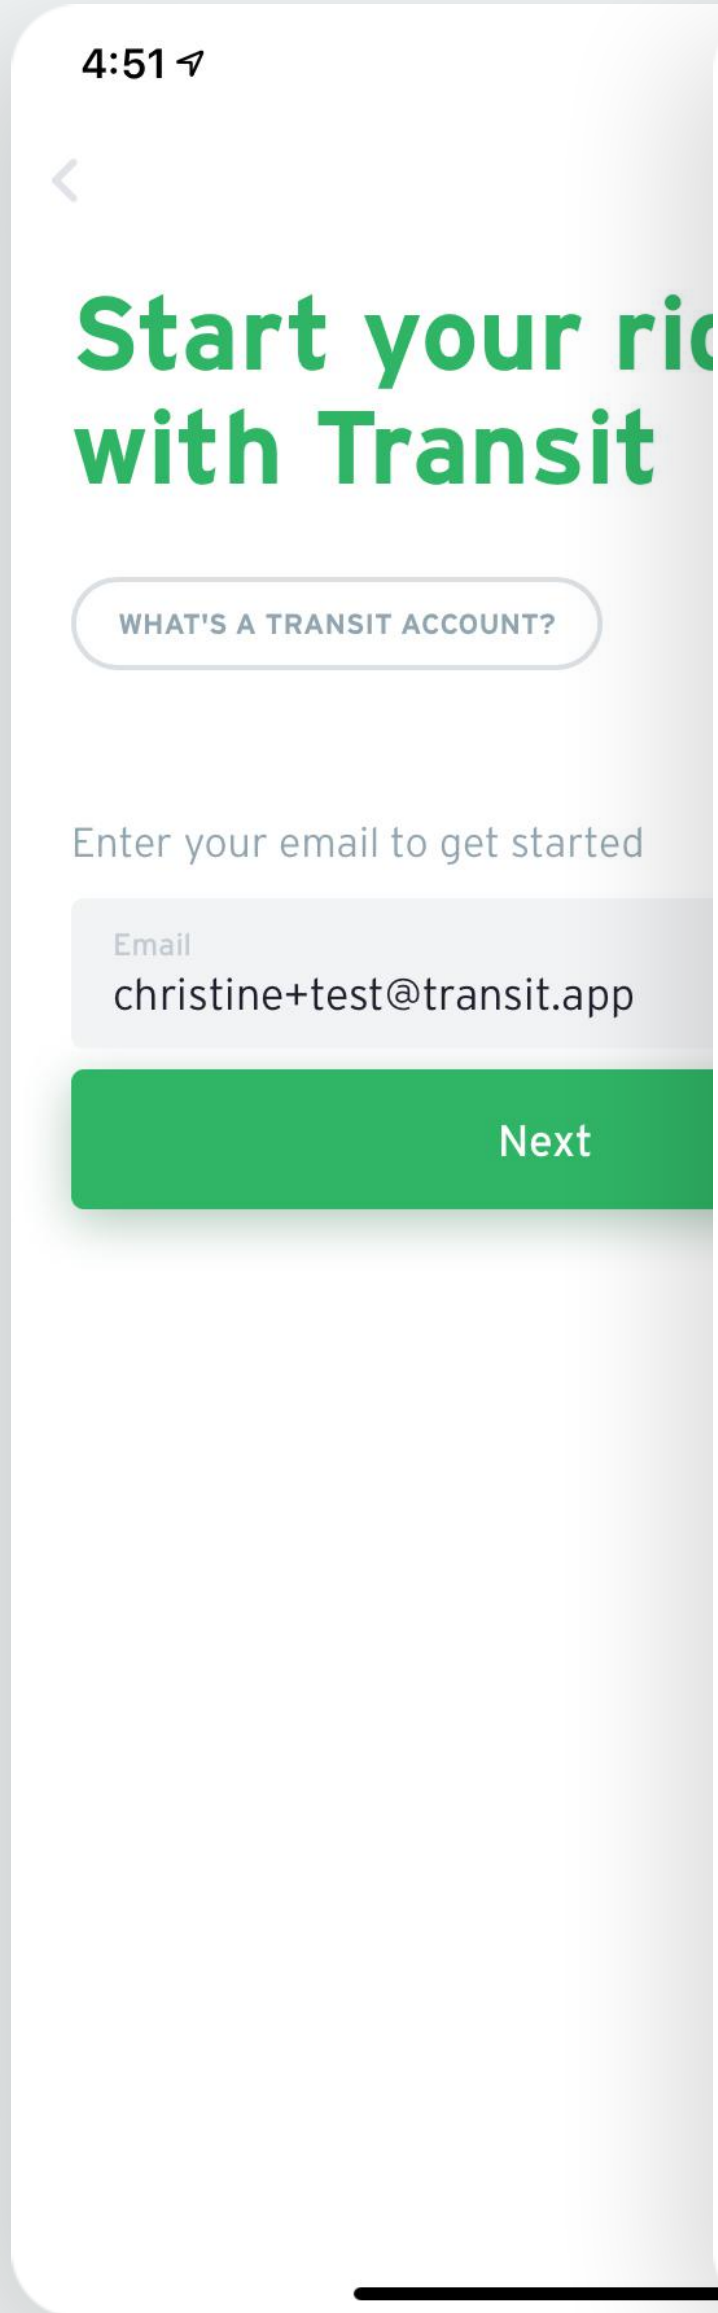 4:51
Start your
with Transit
WHAT'S A TRANSIT ACCOUNT?
Enter your email to get started
Email
christine+test@transit.app
Next